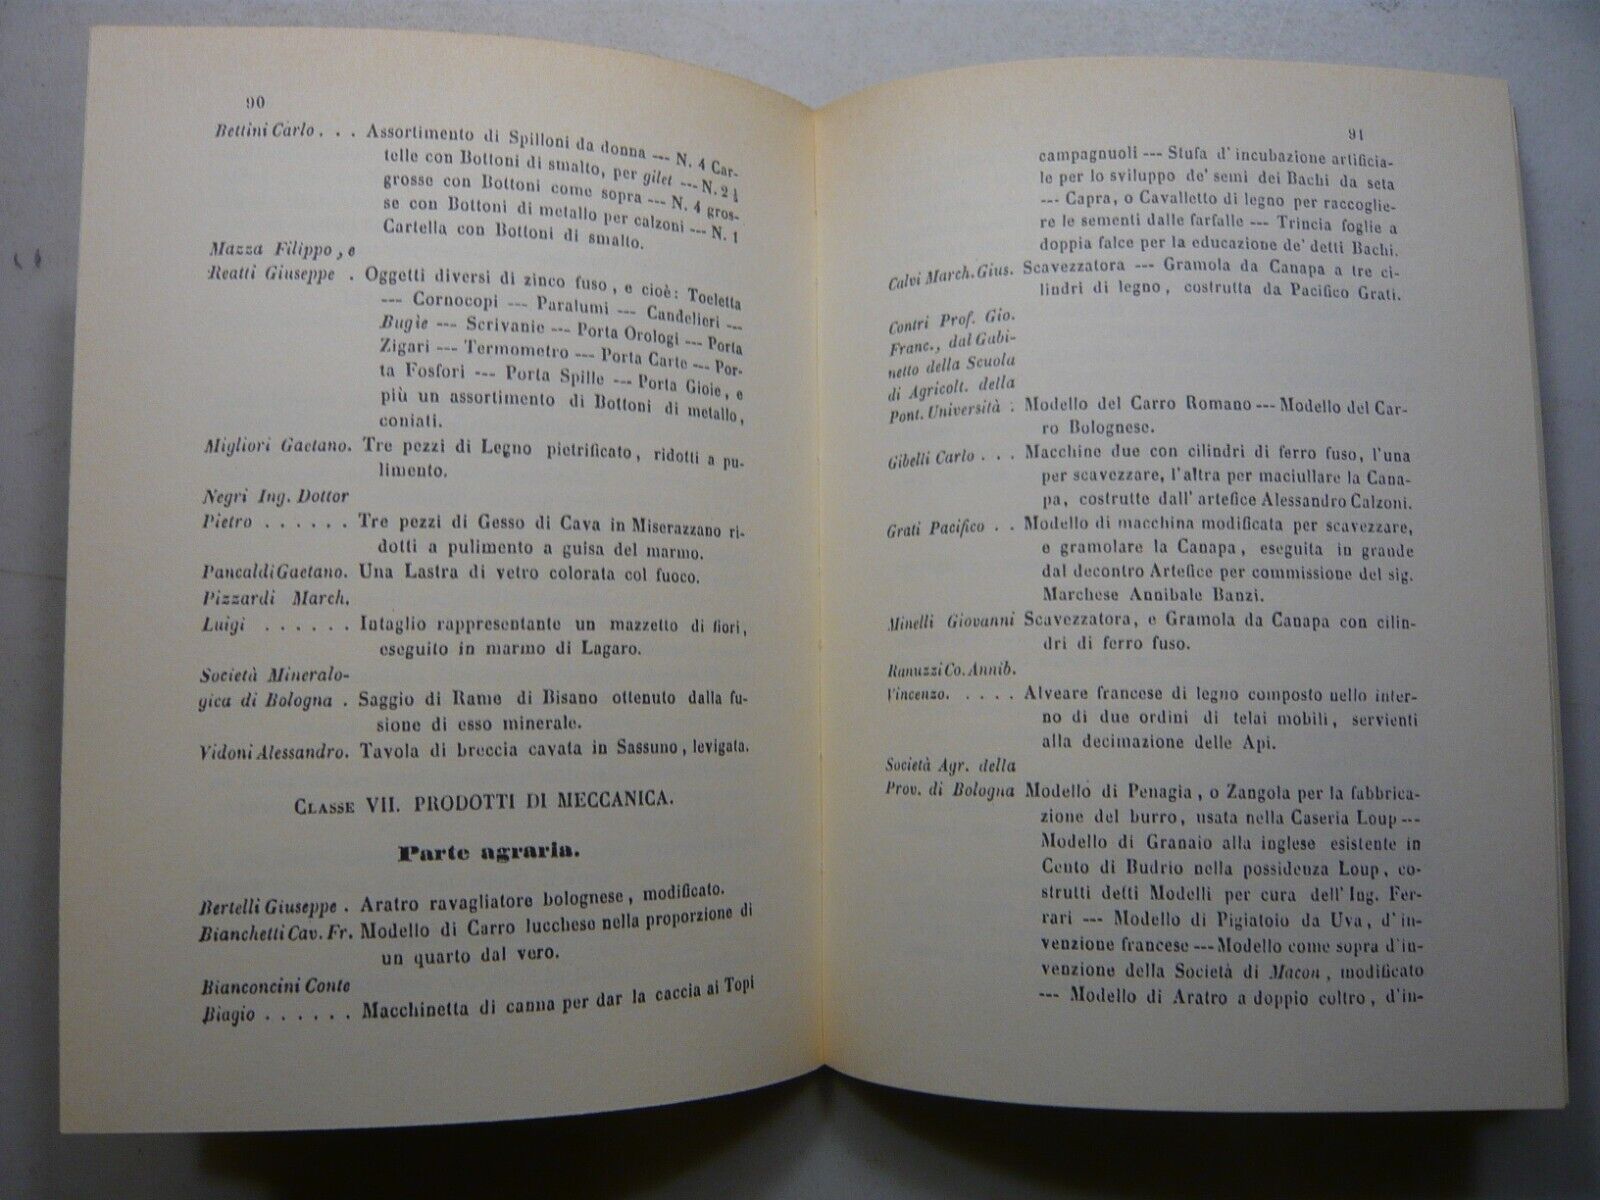 90
Bettini Carlo . . . Assortimento di Spilloni da donna --- N. 4 Car-
telle con Bottoni di smalto, per gilet --- N. 2 ½
grosse con Bottoni come sopra --- N. 4 gros-
se con Bottoni di metallo per calzoni --- N. 1
Cartella con Bottoni di smalto.
Mazza Filippo, e
Reatti Giuseppe . Oggetti diversi di zinco fuso, e cioè: Toeletta
--- Cornocopi --- Paralumi --- Candelieri ---
Bugìe --- Scrivanie --- Porta Orologi --- Porta
Zigari --- Termometro --- Porta Carte --- Por-
ta Fosfori --- Porta Spille --- Porta Gioie, e
più un assortimento di Bottoni di metallo,
coniati.
Migliori Gaetano. Tre pezzi di Legno pietrificato, ridotti a pu-
limento.
Negri Ing. Dottor
Pietro . . . . . . Tre pezzi di Gesso di Cava in Miserazzano ri-
dotti a pulimento a guisa del marmo.
Pancaldi Gaetano. Una Lastra di vetro colorata col fuoco.
Pizzardi March.
Luigi . . . . . . Intaglio rappresentante un mazzetto di fiori,
eseguito in marmo di Lagaro.
Società Mineralo-
gica di Bologna . Saggio di Rame di Bisano ottenuto dalla fu-
sione di esso minerale.
Vidoni Alessandro. Tavola di breccia cavata in Sassuno, levigata.
CLASSE VII. PRODOTTI DI MECCANICA.
Parte agraria.
Bertelli Giuseppe . Aratro ravagliatore bolognese, modificato.
Bianchetti Cav. Fr. Modello di Carro lucchese nella proporzione di
un quarto dal vero.
Bianconcini Conte
Biagio . . . . . . Macchinetta di canna per dar la caccia ai Topi
91
campagnuoli --- Stufa d' incubazione artificia-
le per lo sviluppo de' semi dei Bachi da seta
--- Capra, o Cavalletto di legno per raccoglie-
re le sementi dalle farfalle --- Trincia foglie a
doppia falce per la educazione de' detti Bachi.
Calvi March. Gius. Scavezzatora --- Gramola da Canapa a tre ci-
lindri di legno, costrutta da Pacifico Grati.
Contri Prof. Gio.
Franc., dal Gabi-
netto della Scuola
di Agricolt. della
Pont. Università . Modello del Carro Romano --- Modello del Car-
ro Bolognese.
Gibelli Carlo . . . Macchine due con cilindri di ferro fuso, l'una
per scavezzare, l'altra per maciullare la Cana-
pa, costrutte dall' artefice Alessandro Calzoni.
Grati Pacifico . . Modello di macchina modificata per scavezzare,
e gramolare la Canapa, eseguita in grande
dal decontro Artefice per commissione del sig.
Marchese Annibale Banzi.
Minelli Giovanni Scavezzatora, e Gramola da Canapa con cilin-
dri di ferro fuso.
Ranuzzi Co. Annib.
Vincenzo. . . . . Alveare francese di legno composto nello inter-
no di due ordini di telai mobili, servienti
alla decimazione delle Api.
Società Agr. della
Prov. di Bologna Modello di Penagia, o Zangola per la fabbrica-
zione del burro, usata nella Caseria Loup ---
Modello di Granaio alla inglese esistente in
Cento di Budrio nella possidenza Loup, co-
strutti detti Modelli per cura dell' Ing. Fer-
rari --- Modello di Pigiatoio da Uva, d' in-
venzione francese --- Modello come sopra d' in-
venzione della Società di Macon, modificato
--- Modello di Aratro a doppio coltro, d' in-